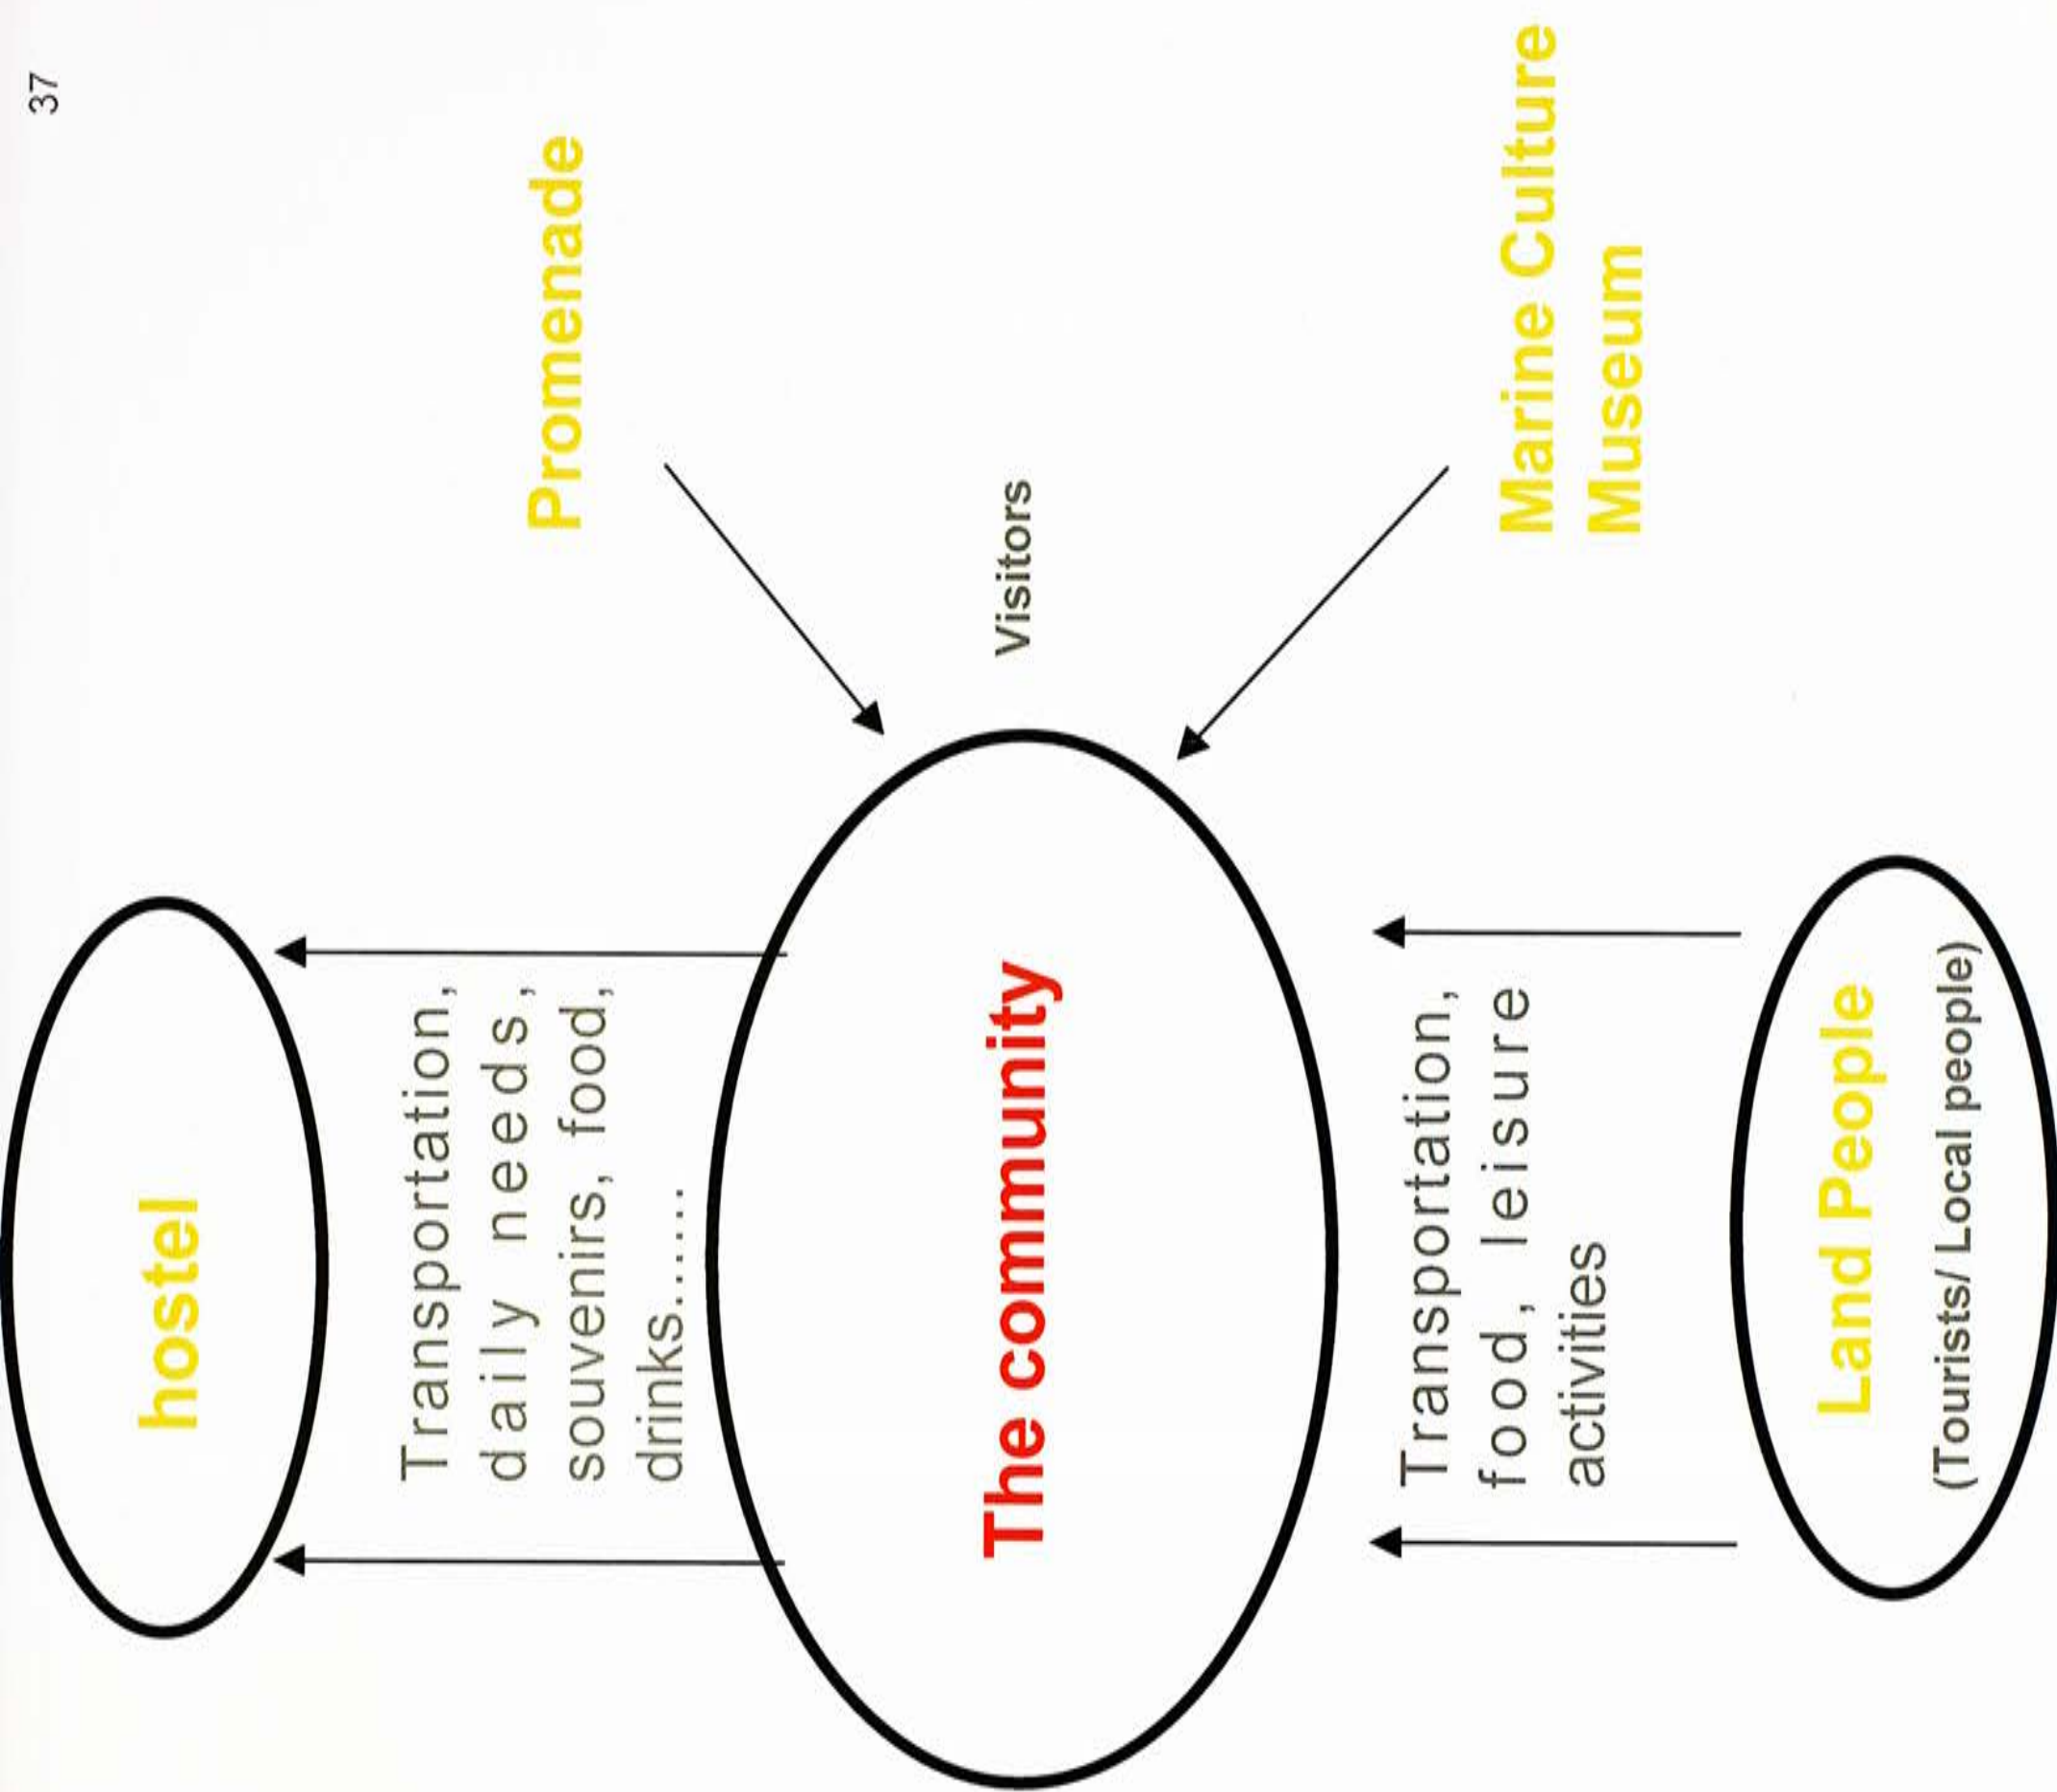 37
hostel
Transportation,
daily needs,
souvenirs, food,
drinks.......
Promenade
The community
Visitors
Transportation,
food, leisure
activities
Marine Culture
Museum
Land People
(Tourists/ Local people)